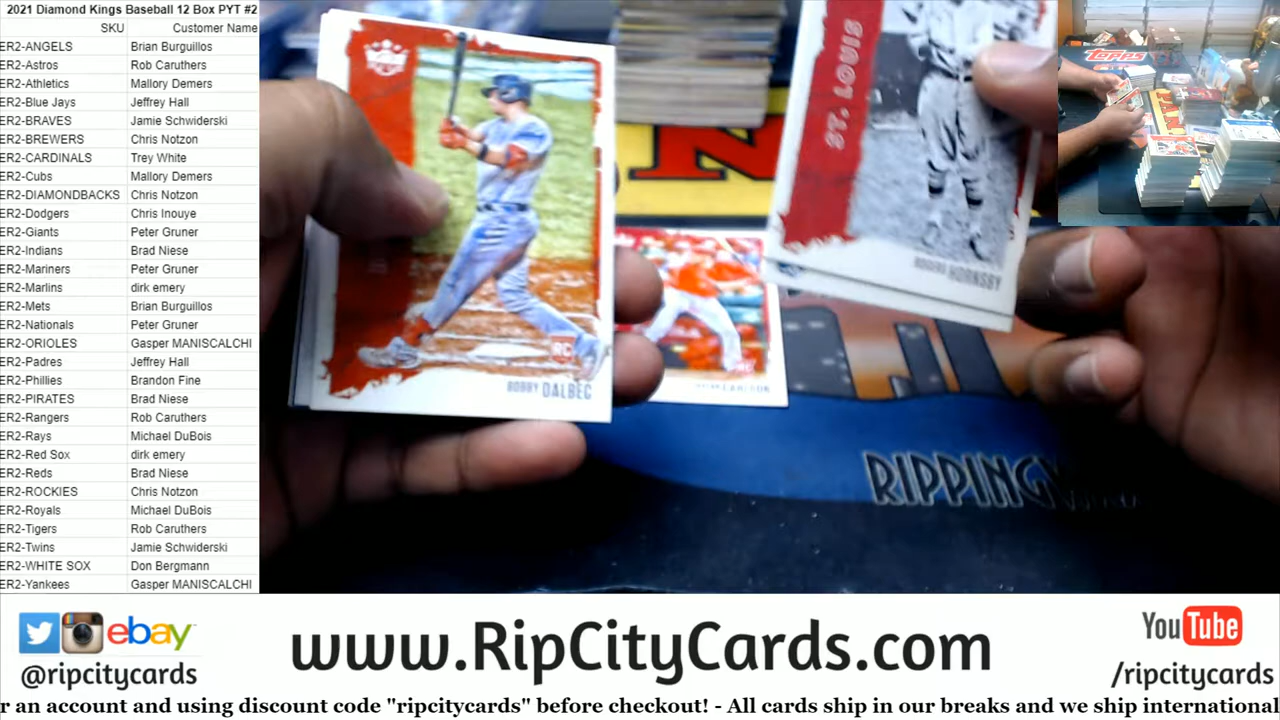 2021 Diamond Kings Baseball 12 Box PYT #2
SKU Customer Name
ER2-ANGELS Brian Burguillos
ER2-Astros Rob Caruthers
ER2-Athletics Mallory Demers
ER2-Blue Jays Jeffrey Hall
ER2-BRAVES Jamie Schwiderski
ER2-BREWERS Chris Notzon
ER2-CARDINALS Trey White
ER2-Cubs Mallory Demers
ER2-DIAMONDBACKS Chris Notzon
ER2-Dodgers Chris Inouye
ER2-Giants Peter Gruner
ER2-Indians Brad Niese
ER2-Mariners Peter Gruner
ER2-Marlins dirk emery
ER2-Mets Brian Burguillos
ER2-Nationals Peter Gruner
ER2-ORIOLES Gasper MANISCALCHI
ER2-Padres Jeffrey Hall
ER2-Phillies Brandon Fine
ER2-PIRATES Brad Niese
ER2-Rangers Rob Caruthers
ER2-Rays Michael DuBois
ER2-Red Sox dirk emery
ER2-Reds Brad Niese
ER2-ROCKIES Chris Notzon
ER2-Royals Michael DuBois
ER2-Tigers Rob Caruthers
ER2-Twins Jamie Schwiderski
ER2-WHITE SOX Don Bergmann
ER2-Yankees Gasper MANISCALCHI
RC
BOBBY DALBEC
ST. LOUIS
HORNSBY
N
RIPPING
Topps
ebay
@ripcitycards
www.RipCityCards.com
YouTube
/ripcitycards
r an account and using discount code "ripcitycards" before checkout! - All cards ship in our breaks and we ship international